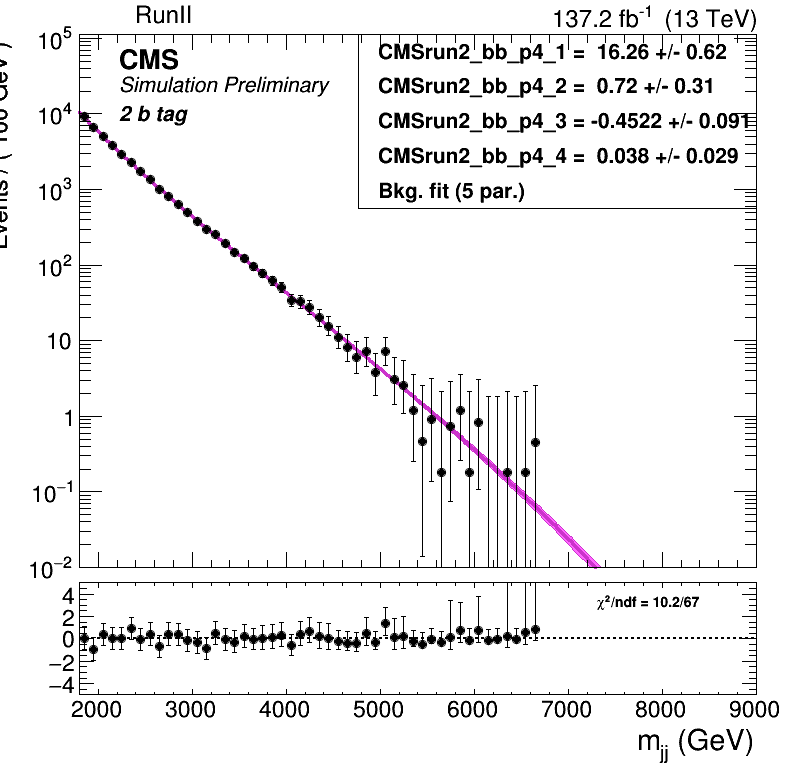 RunII
137.2 fb⁻¹ (13 TeV)
CMS
Simulation Preliminary
2 b tag
CMSrun2_bb_p4_1 = 16.26 +/- 0.62
CMSrun2_bb_p4_2 = 0.72 +/- 0.31
CMSrun2_bb_p4_3 = -0.4522 +/- 0.091
CMSrun2_bb_p4_4 = 0.038 +/- 0.029
Bkg. fit (5 par.)
10⁵
10⁴
10³
10²
10
1
10⁻¹
10⁻²
χ²/ndf = 10.2/67
4
2
0
−2
−4
2000 3000 4000 5000 6000 7000 8000 9000
m_jj (GeV)